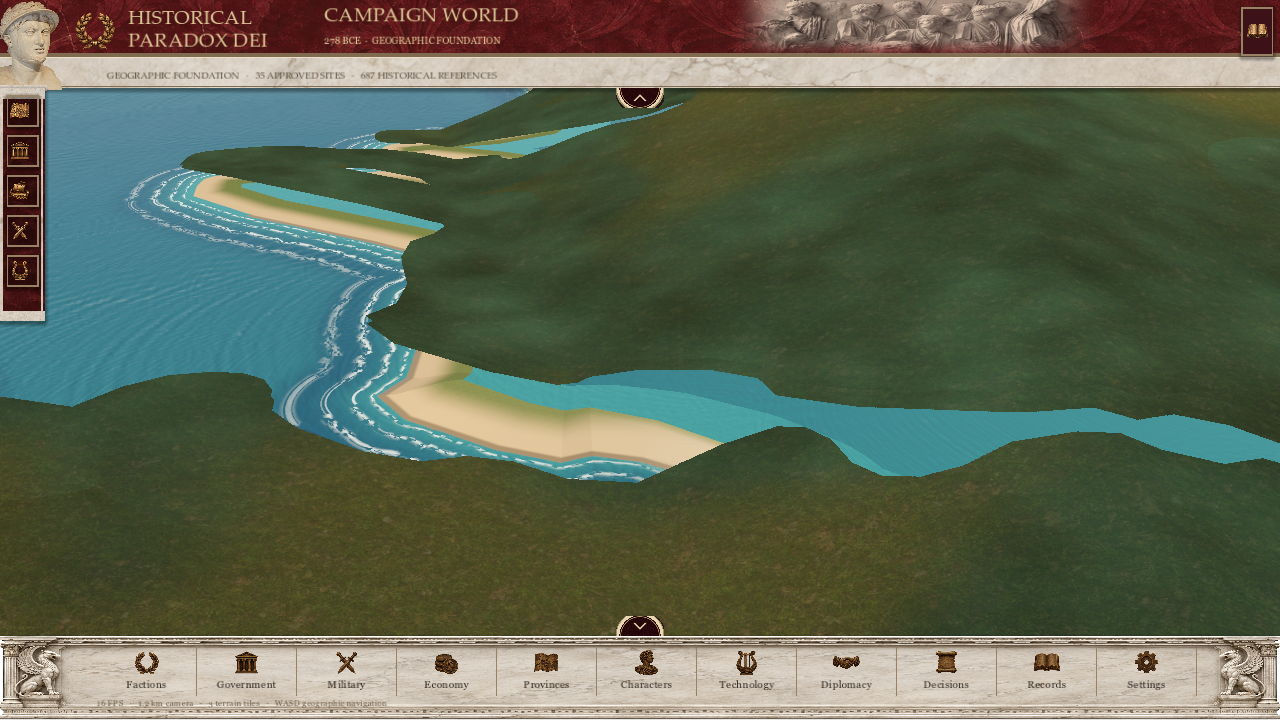 HISTORICAL
PARADOX DEI
CAMPAIGN WORLD
278 BCE · GEOGRAPHIC FOUNDATION
GEOGRAPHIC FOUNDATION · 35 APPROVED SITES · 687 HISTORICAL REFERENCES
Factions Government Military Economy Provinces Characters Technology Diplomacy Decisions Records Settings
16 FPS · 1.2 km camera · 3 terrain tiles · WASD geographic navigation